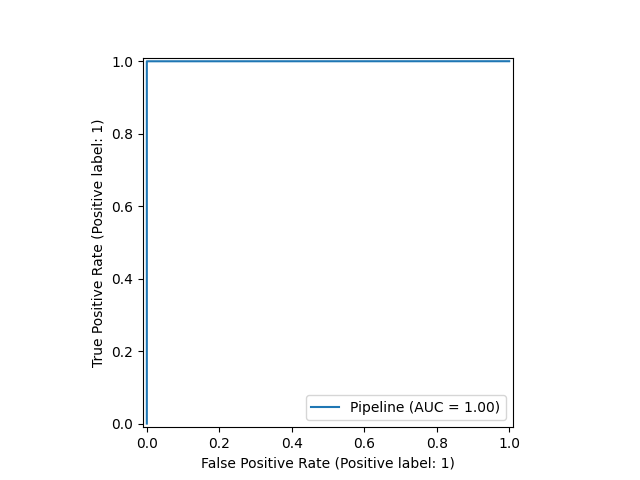 True Positive Rate (Positive label: 1)
1.0
0.8
0.6
0.4
0.2
0.0
Pipeline (AUC = 1.00)
0.0 0.2 0.4 0.6 0.8 1.0
False Positive Rate (Positive label: 1)